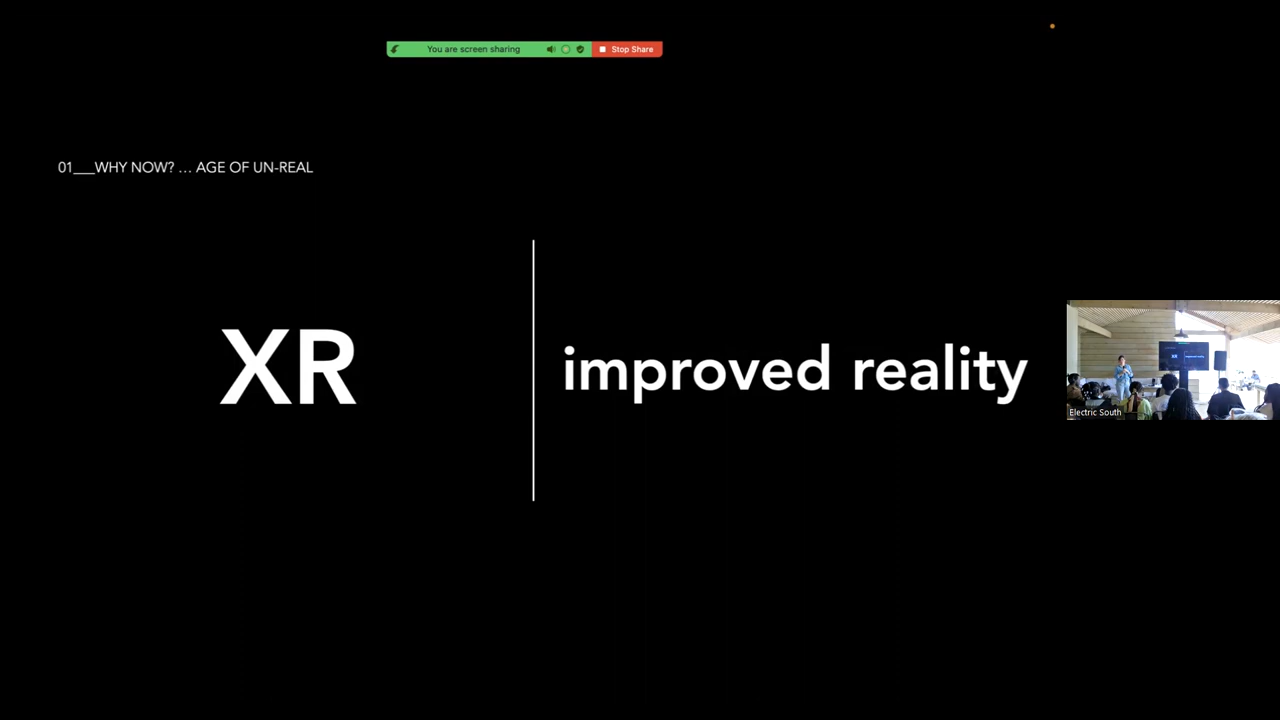 You are screen sharing
Stop Share
01___WHY NOW? ... AGE OF UN-REAL
XR
improved reality
Electric South